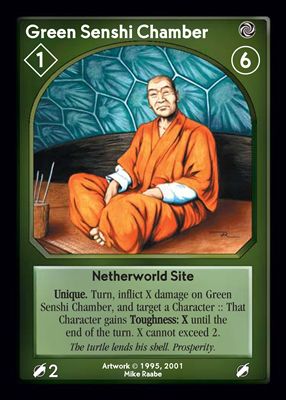 Green Senshi Chamber
1
6
Netherworld Site
Unique. Turn, inflict X damage on Green
Senshi Chamber, and target a Character :: That
Character gains Toughness: X until the
end of the turn. X cannot exceed 2.
The turtle lends his shell. Prosperity.
2
Artwork © 1995, 2001
Mike Raabe